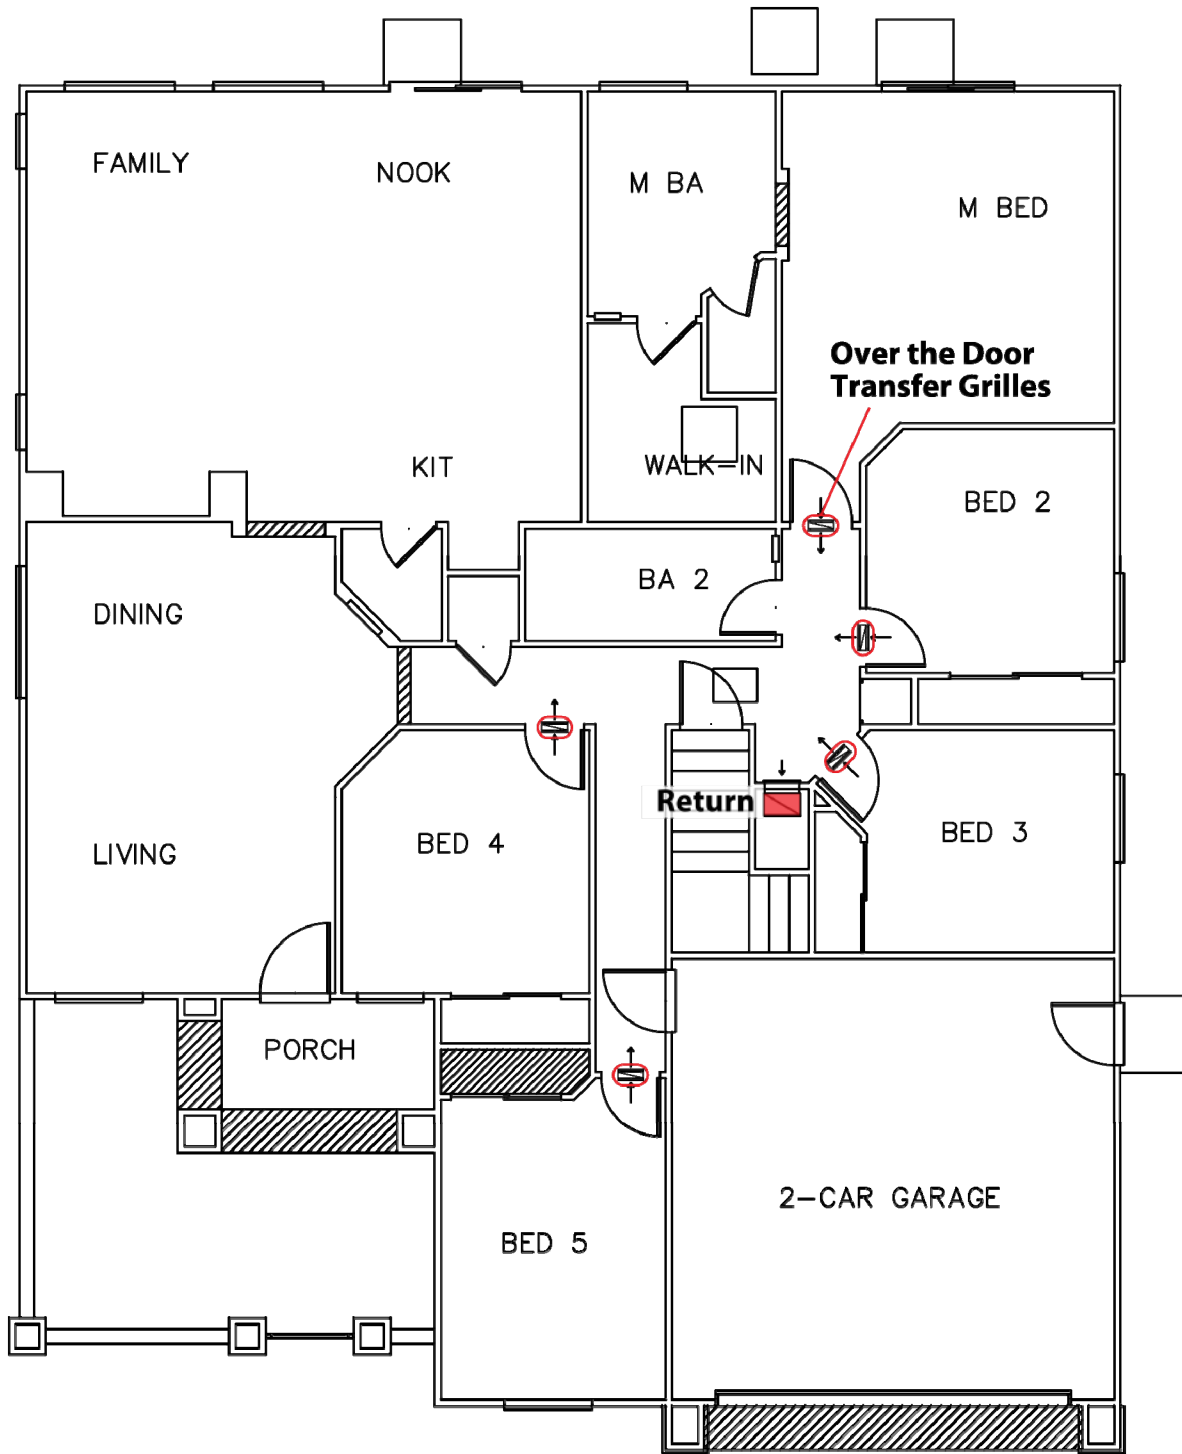 FAMILY
NOOK
M BA
M BED
Over the Door
Transfer Grilles
KIT
WALK-IN
BED 2
BA 2
DINING
Return
BED 4
BED 3
LIVING
PORCH
2-CAR GARAGE
BED 5